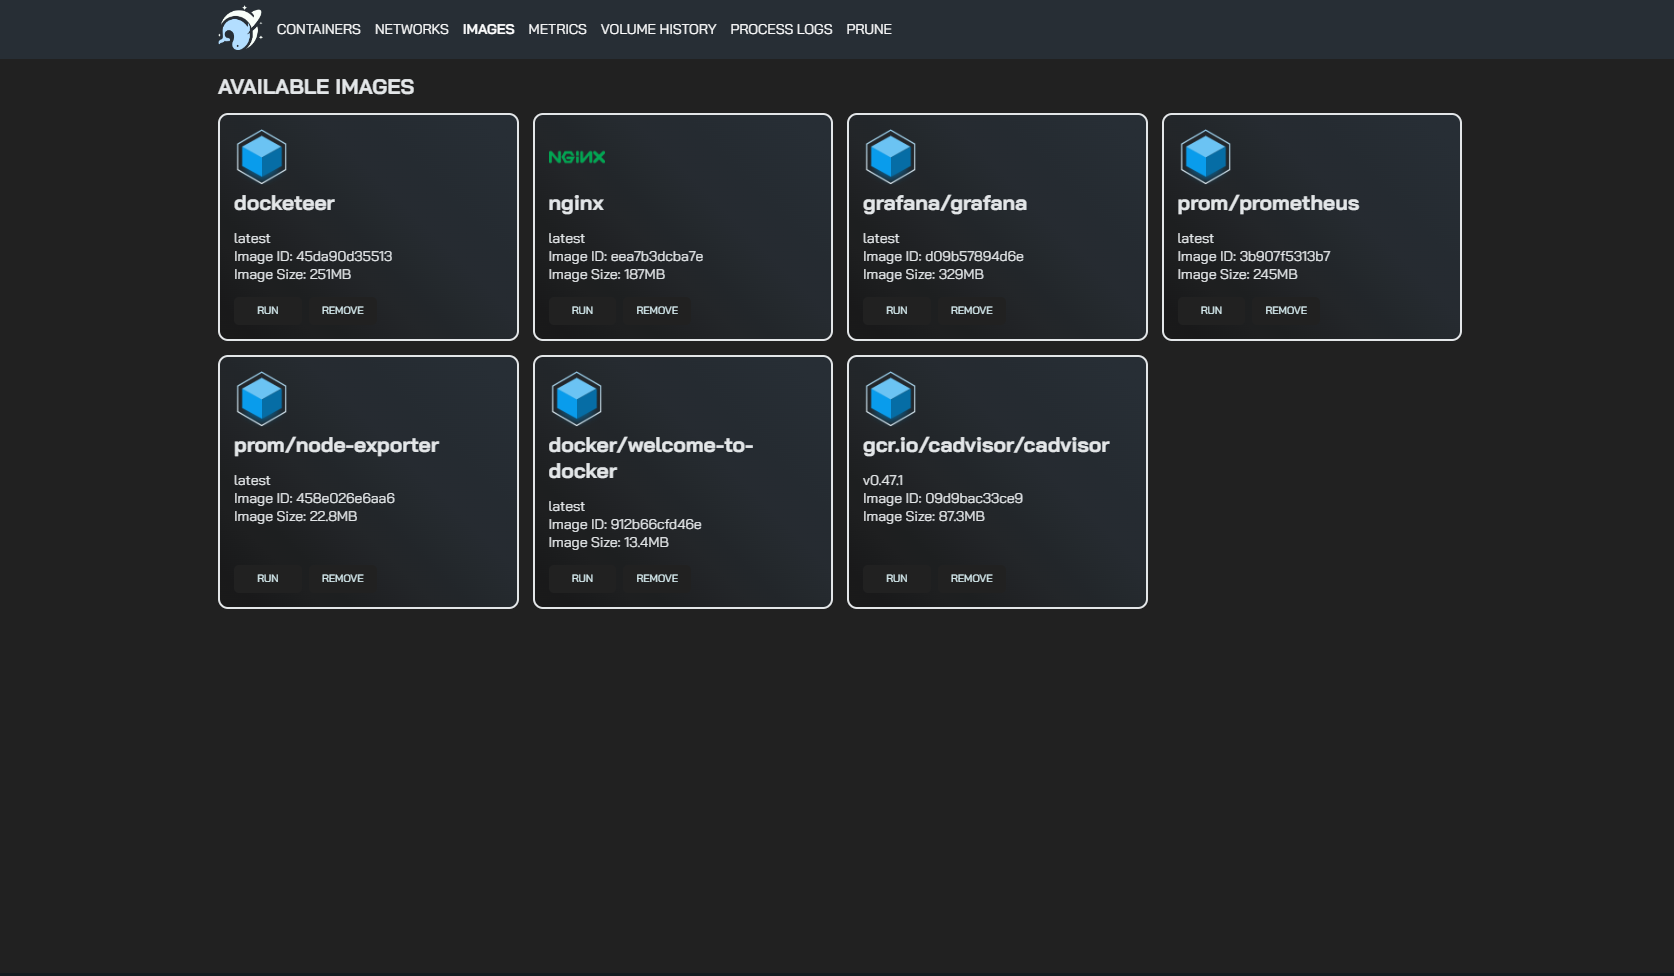 CONTAINERS NETWORKS IMAGES METRICS VOLUME HISTORY PROCESS LOGS PRUNE
AVAILABLE IMAGES
docketeer
latest
Image ID: 45da90d35513
Image Size: 251MB
RUN REMOVE
NGINX
nginx
latest
Image ID: eea7b3dcba7e
Image Size: 187MB
RUN REMOVE
grafana/grafana
latest
Image ID: d09b57894d6e
Image Size: 329MB
RUN REMOVE
prom/prometheus
latest
Image ID: 3b907f5313b7
Image Size: 245MB
RUN REMOVE
prom/node-exporter
latest
Image ID: 458e026e6aa6
Image Size: 22.8MB
RUN REMOVE
docker/welcome-to-
docker
latest
Image ID: 912b66cfd46e
Image Size: 13.4MB
RUN REMOVE
gcr.io/cadvisor/cadvisor
v0.47.1
Image ID: 09d9bac33ce9
Image Size: 87.3MB
RUN REMOVE